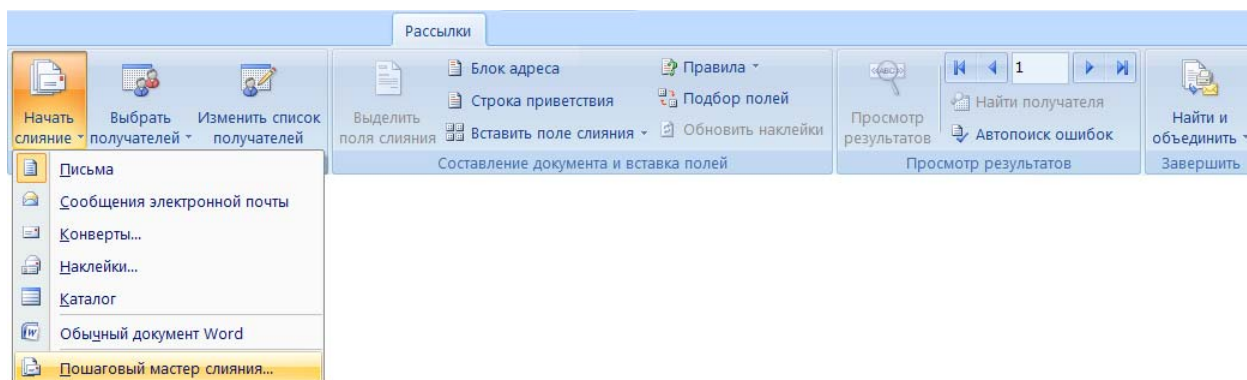 Рассылки
Начать слияние
Выбрать получателей
Изменить список получателей
Выделить поля слияния
Блок адреса
Строка приветствия
Вставить поле слияния
Правила
Подбор полей
Обновить наклейки
Составление документа и вставка полей
Просмотр результатов
ABC
1
Найти получателя
Автопоиск ошибок
Просмотр результатов
Найти и объединить
Завершить
Письма
Сообщения электронной почты
Конверты...
Наклейки...
Каталог
Обычный документ Word
Пошаговый мастер слияния...